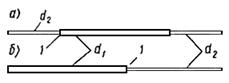 а) d₂
1 d₁ 1 d₂
б)